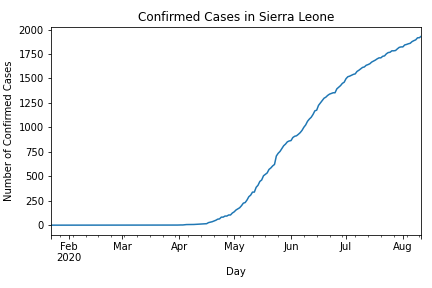 Confirmed Cases in Sierra Leone
Number of Confirmed Cases
2000
1750
1500
1250
1000
750
500
250
0
Feb Mar Apr May Jun Jul Aug
2020
Day